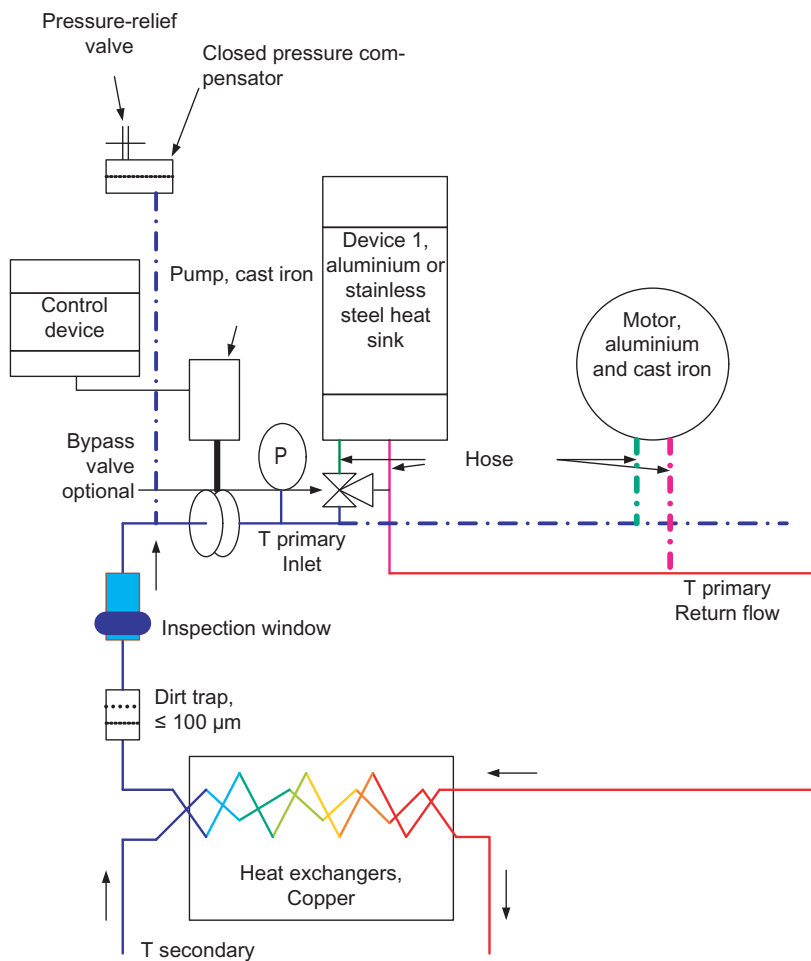 Pressure-relief
valve
Closed pressure com-
pensator
Control
device
Pump, cast iron
Device 1,
aluminium or
stainless
steel heat
sink
Motor,
aluminium
and cast iron
Bypass
valve
optional
P
Hose
T primary
Inlet
T primary
Return flow
Inspection window
Dirt trap,
≤ 100 µm
Heat exchangers,
Copper
T secondary